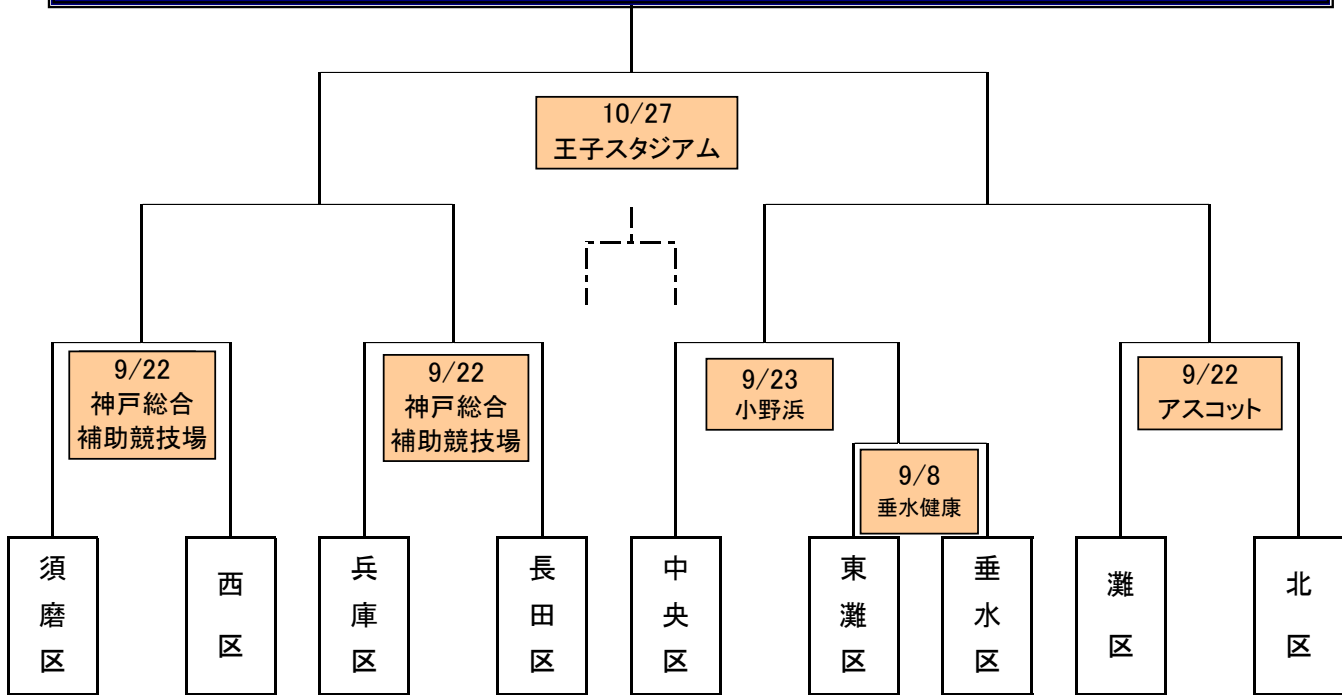 10/27
王子スタジアム
9/22
神戸総合
補助競技場
9/22
神戸総合
補助競技場
9/23
小野浜
9/22
アスコット
9/8
垂水健康
須磨区
西区
兵庫区
長田区
中央区
東灘区
垂水区
灘区
北区